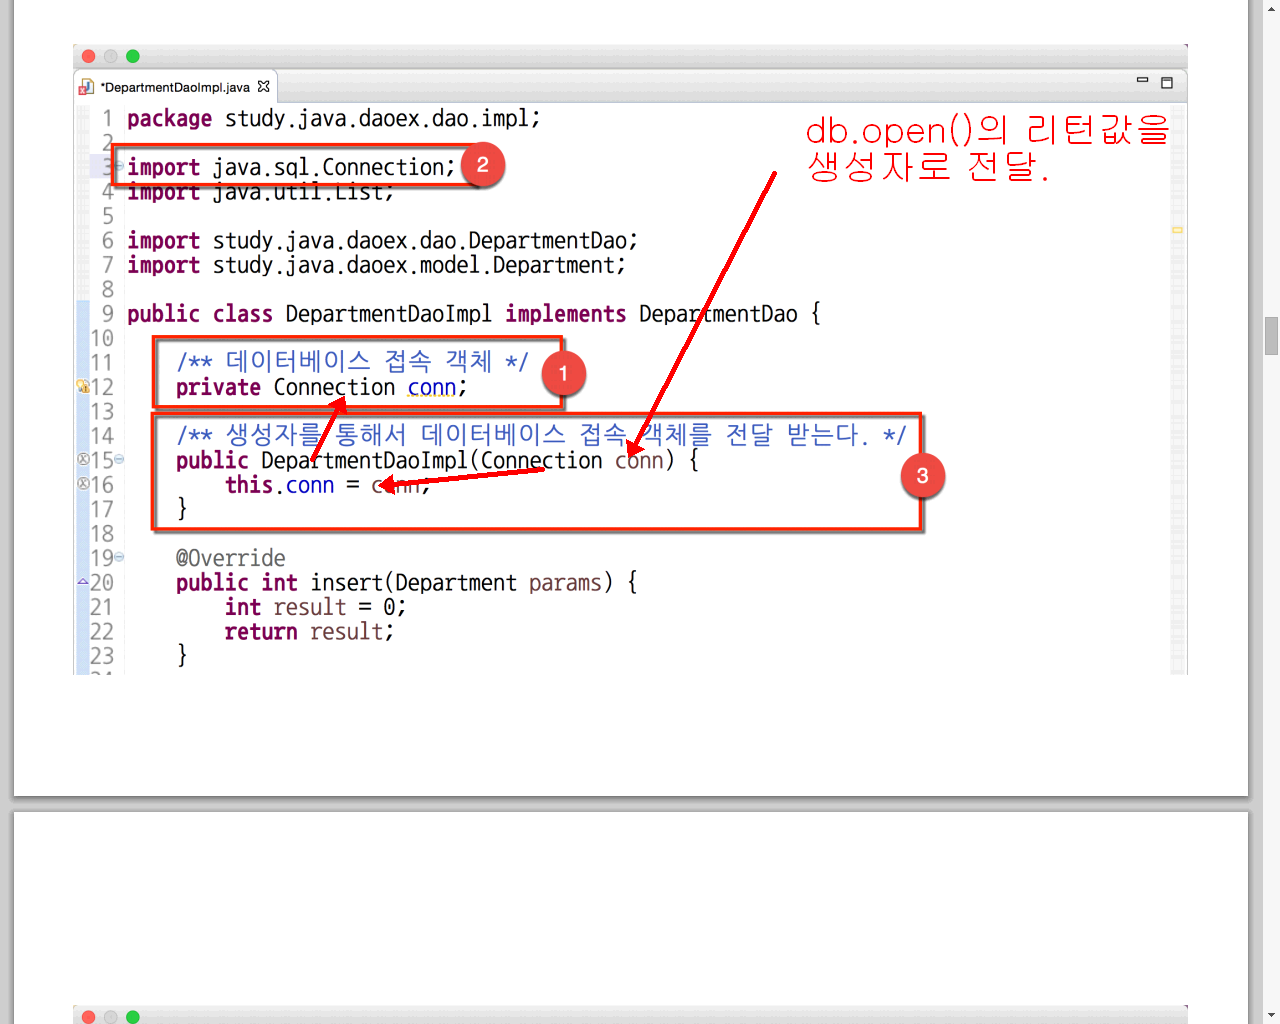 *DepartmentDaoImpl.java
db.open()의 리턴값을
생성자로 전달.
1 package study.java.daoex.dao.impl;
2
3 import java.sql.Connection; 2
4 import java.util.List;
5
6 import study.java.daoex.dao.DepartmentDao;
7 import study.java.daoex.model.Department;
8
9 public class DepartmentDaoImpl implements DepartmentDao {
10
11 /** 데이터베이스 접속 객체 */
12 private Connection conn; 1
13
14 /** 생성자를 통해서 데이터베이스 접속 객체를 전달 받는다. */
15 public DepartmentDaoImpl(Connection conn) {
16 this.conn = conn; 3
17 }
18
19 @Override
20 public int insert(Department params) {
21 int result = 0;
22 return result;
23 }